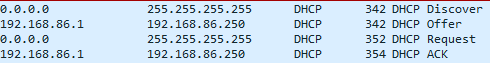 0.0.0.0 255.255.255.255 DHCP 342 DHCP Discover
192.168.86.1 192.168.86.250 DHCP 342 DHCP Offer
0.0.0.0 255.255.255.255 DHCP 352 DHCP Request
192.168.86.1 192.168.86.250 DHCP 354 DHCP ACK